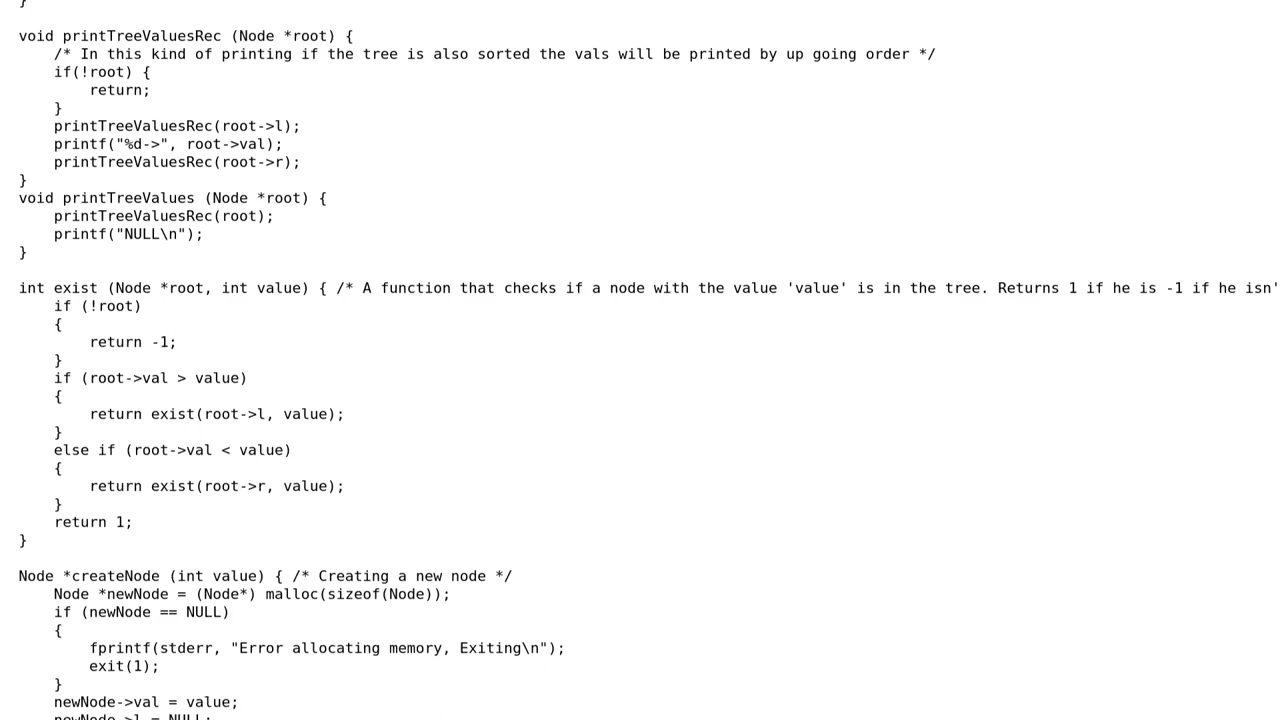 }

void printTreeValuesRec (Node *root) {
    /* In this kind of printing if the tree is also sorted the vals will be printed by up going order */
    if(!root) {
        return;
    }
    printTreeValuesRec(root->l);
    printf("%d->", root->val);
    printTreeValuesRec(root->r);
}
void printTreeValues (Node *root) {
    printTreeValuesRec(root);
    printf("NULL\n");
}

int exist (Node *root, int value) { /* A function that checks if a node with the value 'value' is in the tree. Returns 1 if he is -1 if he isn'
    if (!root)
    {
        return -1;
    }
    if (root->val > value)
    {
        return exist(root->l, value);
    }
    else if (root->val < value)
    {
        return exist(root->r, value);
    }
    return 1;
}

Node *createNode (int value) { /* Creating a new node */
    Node *newNode = (Node*) malloc(sizeof(Node));
    if (newNode == NULL)
    {
        fprintf(stderr, "Error allocating memory, Exiting\n");
        exit(1);
    }
    newNode->val = value;
    newNode->l = NULL;